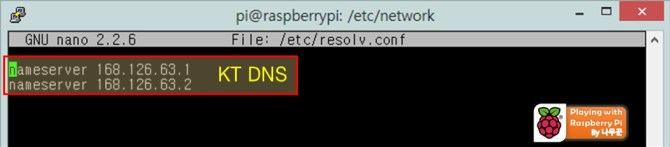 pi@raspberrypi: /etc/network
GNU nano 2.2.6 File: /etc/resolv.conf
nameserver 168.126.63.1
nameserver 168.126.63.2
KT DNS
Playing with
Raspberry Pi
By 나무꾼